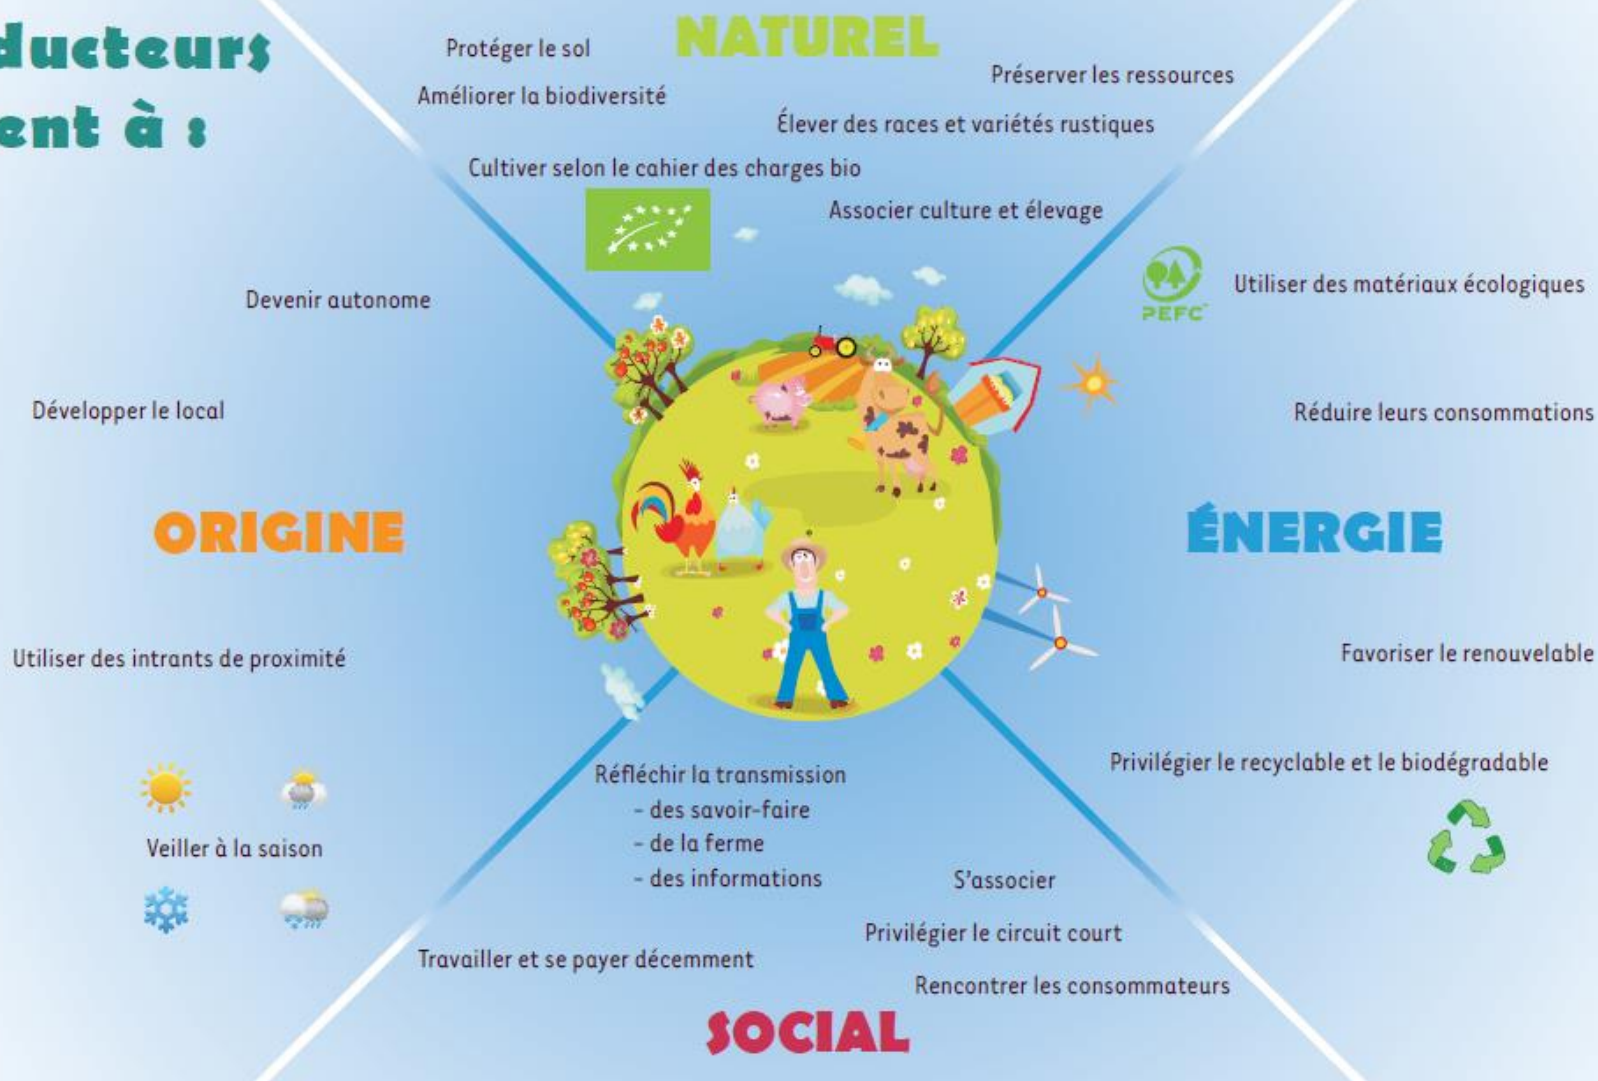 ducteurs
ent à :
NATUREL
Protéger le sol
Préserver les ressources
Améliorer la biodiversité
Élever des races et variétés rustiques
Cultiver selon le cahier des charges bio
Associer culture et élevage
Devenir autonome
Développer le local
ORIGINE
Utiliser des intrants de proximité
Veiller à la saison
PEFC™
Utiliser des matériaux écologiques
Réduire leurs consommations
ÉNERGIE
Favoriser le renouvelable
Privilégier le recyclable et le biodégradable
Réfléchir la transmission
- des savoir-faire
- de la ferme
- des informations
S'associer
Privilégier le circuit court
Travailler et se payer décemment
Rencontrer les consommateurs
SOCIAL